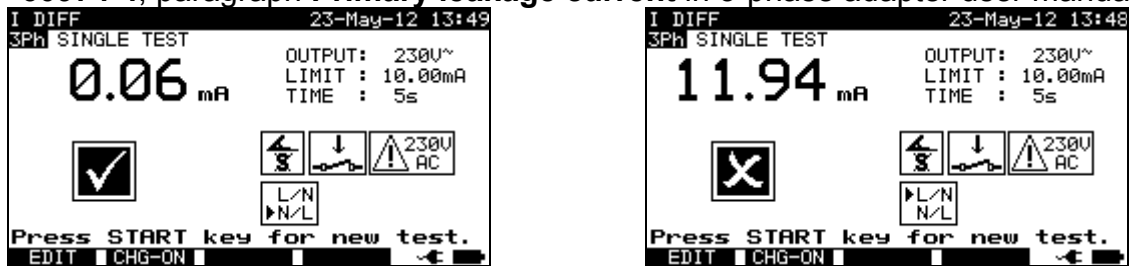 I DIFF 23-May-12 13:49
3Ph SINGLE TEST
OUTPUT: 230V~
0.06 mA
LIMIT : 10.00mA
TIME : 5s
230V
AC
L/N
▶N/L
Press START key for new test.
EDIT CHG-ON
I DIFF 23-May-12 13:48
3Ph SINGLE TEST
OUTPUT: 230V~
11.94 mA
LIMIT : 10.00mA
TIME : 5s
230V
AC
▶L/N
N/L
Press START key for new test.
EDIT CHG-ON